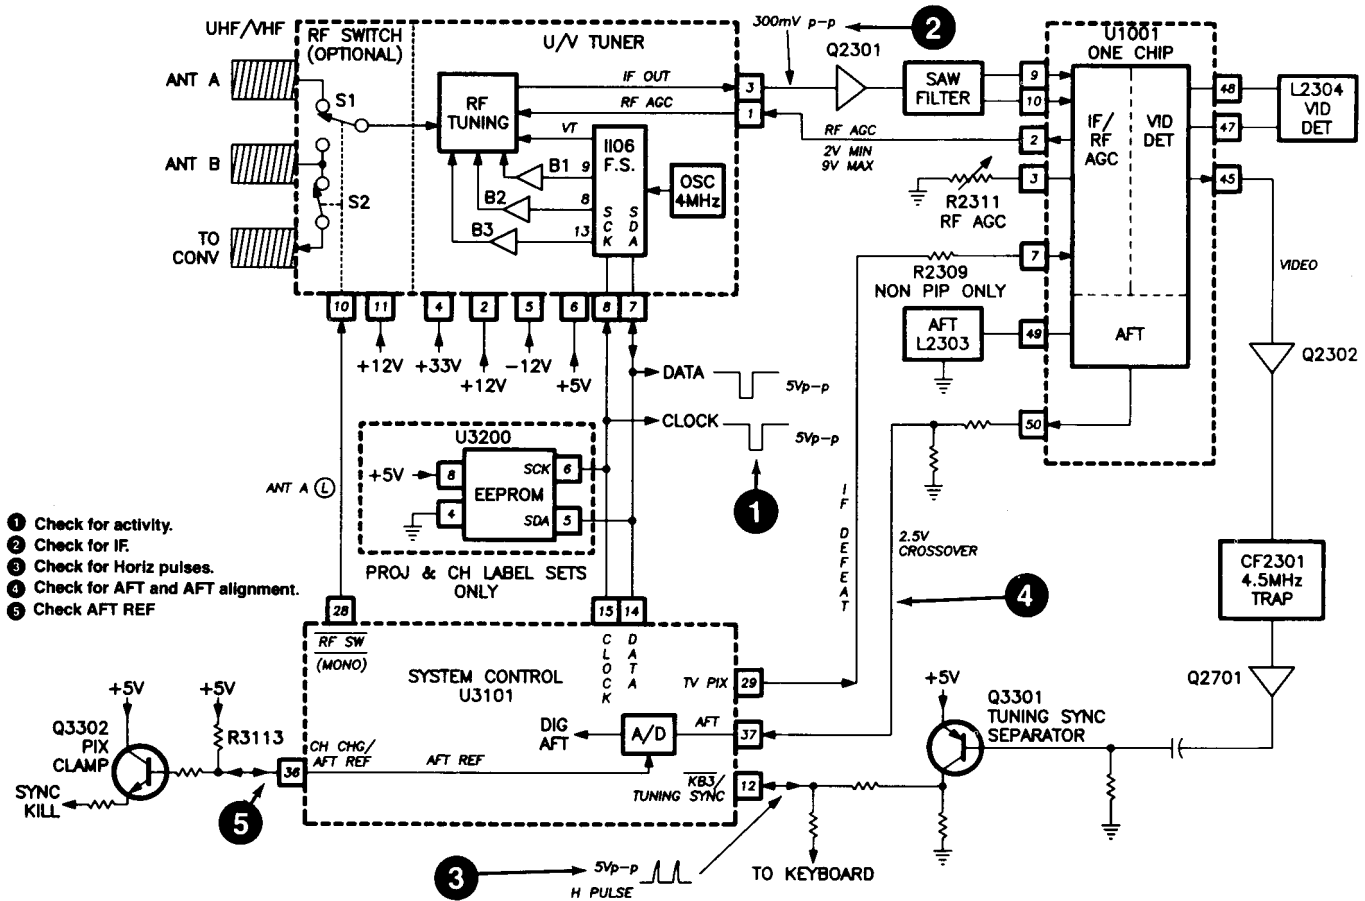 UHF/VHF
RF SWITCH
(OPTIONAL)
U/V TUNER
300mV p-p
2
Q2301
U1001
ONE CHIP
ANT A
S1
RF
TUNING
IF OUT
3
RF AGC
1
VT
SAW
FILTER
9
10
IF/
RF
AGC
VID
DET
48
L2304
VID
DET
47
RF AGC
2V MIN
9V MAX
2
ANT B
S2
B1
9
1106
F.S.
OSC
4MHz
B2
8
B3
13
SCK
SDA
3
R2311
RF AGC
45
TO
CONV
7
R2309
NON PIP ONLY
VIDEO
10
11
4
2
5
6
8
7
+12V
+33V
+12V
-12V
+5V
AFT
L2303
49
AFT
Q2302
DATA
5Vp-p
CLOCK
5Vp-p
50
U3200
+5V
8
SCK
6
EEPROM
4
SDA
5
1
ANT A L
PROJ & CH LABEL SETS
ONLY
IF DEFEAT
2.5V
CROSSOVER
4
CF2301
4.5MHz
TRAP
1 Check for activity.
2 Check for IF.
3 Check for Horiz pulses.
4 Check for AFT and AFT alignment.
5 Check AFT REF
28
15
14
RF SW
(MONO)
CLOCK
DATA
SYSTEM CONTROL
U3101
TV PIX
29
Q2701
+5V
+5V
Q3302
PIX
CLAMP
R3113
+5V
Q3301
TUNING SYNC
SEPARATOR
DIG
AFT
A/D
AFT
37
CH CHG/
AFT REF
36
AFT REF
KB3/
TUNING SYNC
12
SYNC
KILL
5
3
5Vp-p
H PULSE
TO KEYBOARD